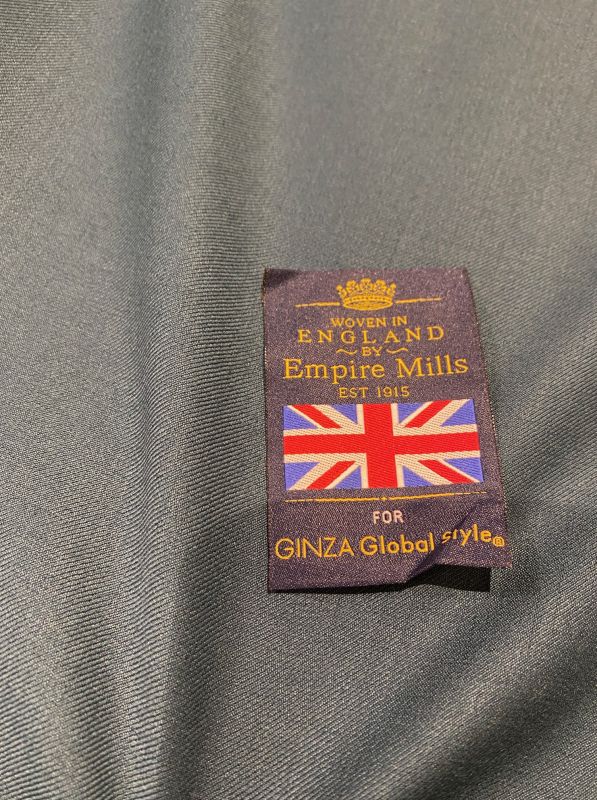 WOVEN IN
ENGLAND
~ BY ~
Empire Mills
EST 1915
FOR
GINZA Global Style®